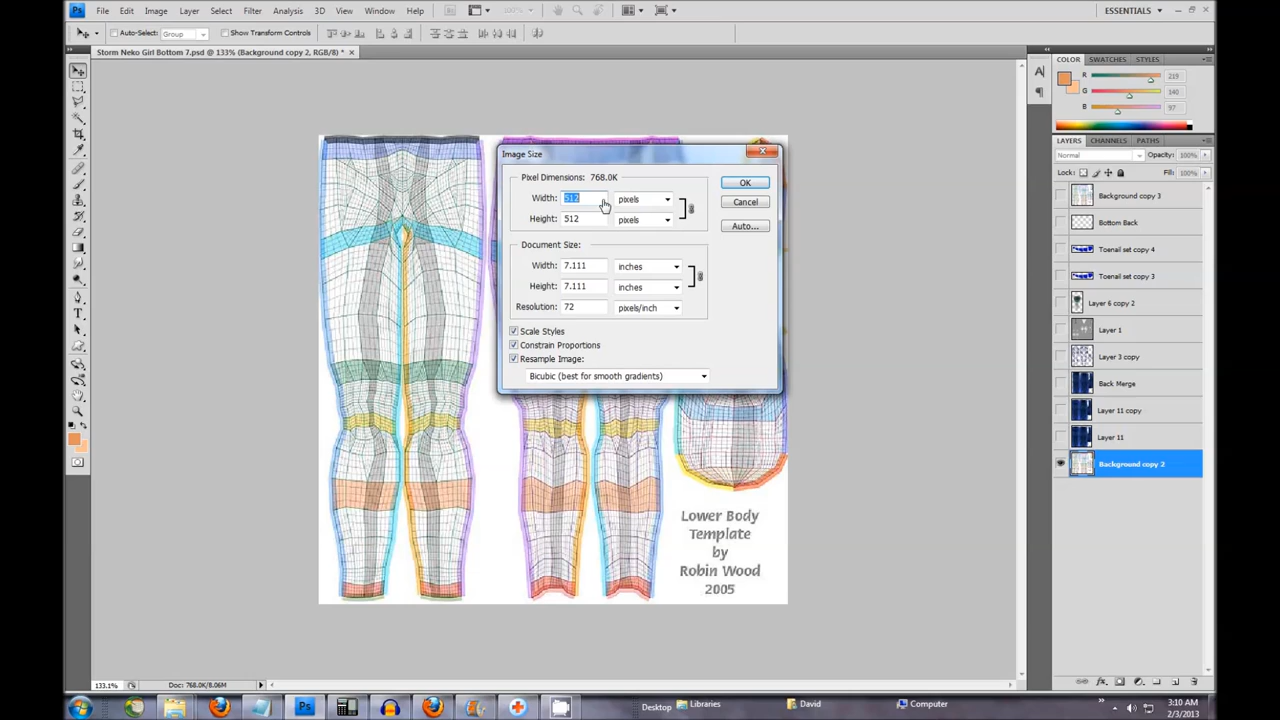 Ps File Edit Image Layer Select Filter Analysis 3D View Window Help ESSENTIALS
Auto-Select: Group Show Transform Controls
Storm Neko Girl Bottom 7.psd @ 133% (Background copy 2, RGB/8) *
COLOR SWATCHES STYLES
R 219
G 140
B 97
LAYERS CHANNELS PATHS
Normal Opacity: 100%
Lock: Fill: 100%
Background copy 3
Bottom Back
Toenail set copy 4
Toenail set copy 3
Layer 6 copy 2
Layer 1
Layer 3 copy
Back Merge
Layer 11 copy
Layer 11
Background copy 2
Image Size
Pixel Dimensions: 768.0K
Width: 512 pixels
Height: 512 pixels
OK
Cancel
Auto...
Document Size:
Width: 7.111 inches
Height: 7.111 inches
Resolution: 72 pixels/inch
Scale Styles
Constrain Proportions
Resample Image:
Bicubic (best for smooth gradients)
Lower Body
Template
by
Robin Wood
2005
133.1% Doc: 768.0K/8.06M
Ps Desktop Libraries David Computer
3:10 AM
2/3/2013